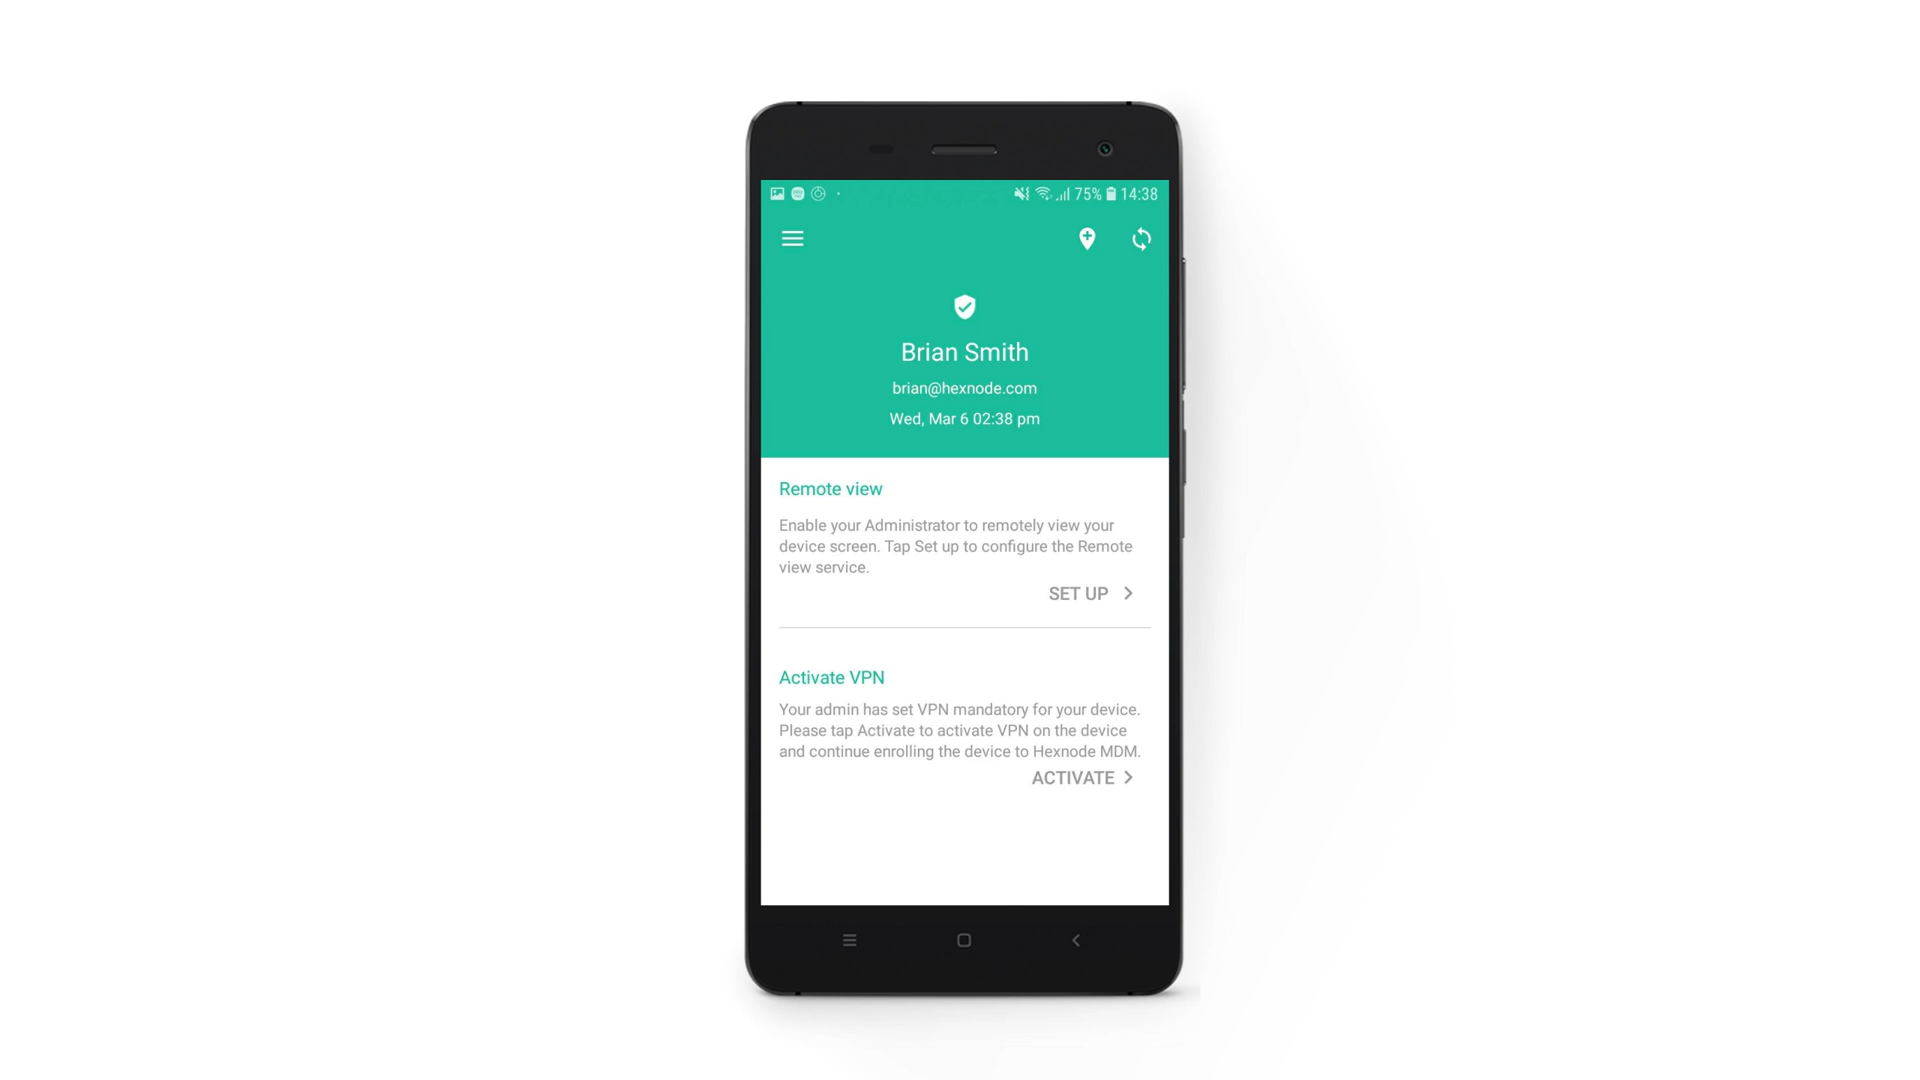 75% 14:38
Brian Smith
brian@hexnode.com
Wed, Mar 6 02:38 pm
Remote view
Enable your Administrator to remotely view your
device screen. Tap Set up to configure the Remote
view service.
SET UP
Activate VPN
Your admin has set VPN mandatory for your device.
Please tap Activate to activate VPN on the device
and continue enrolling the device to Hexnode MDM.
ACTIVATE